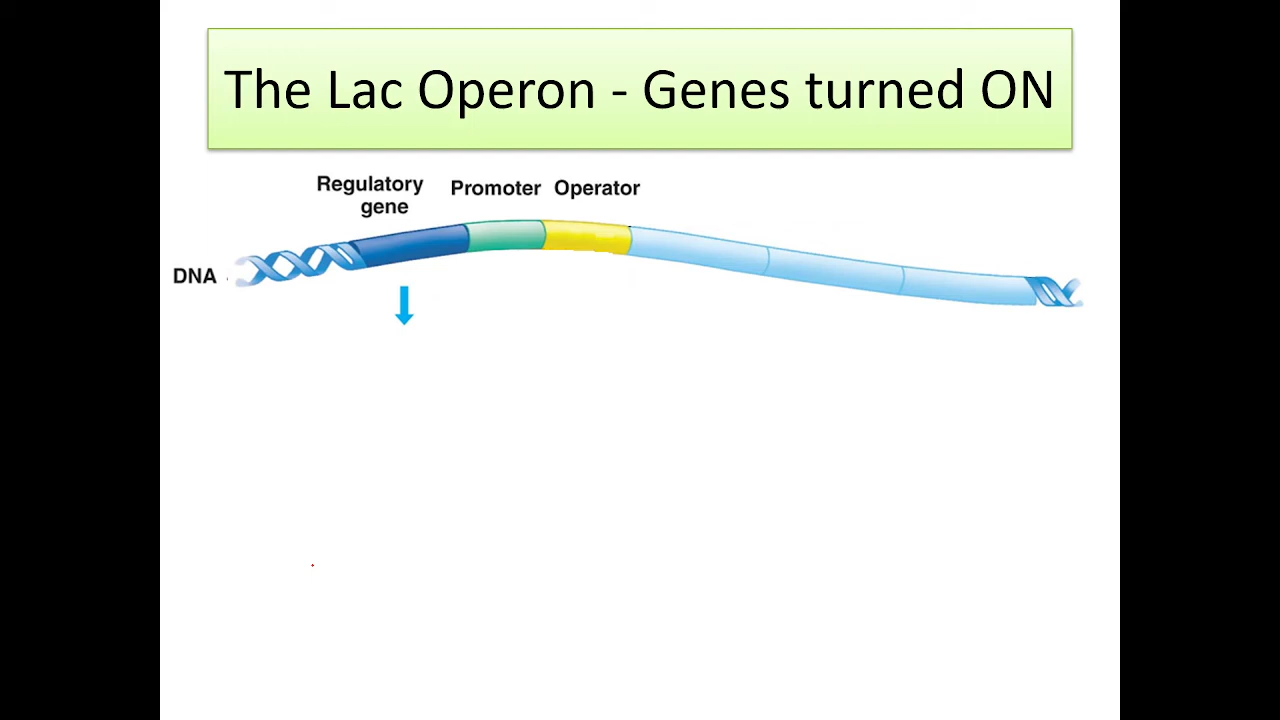 The Lac Operon - Genes turned ON
Regulatory
gene
Promoter
Operator
DNA